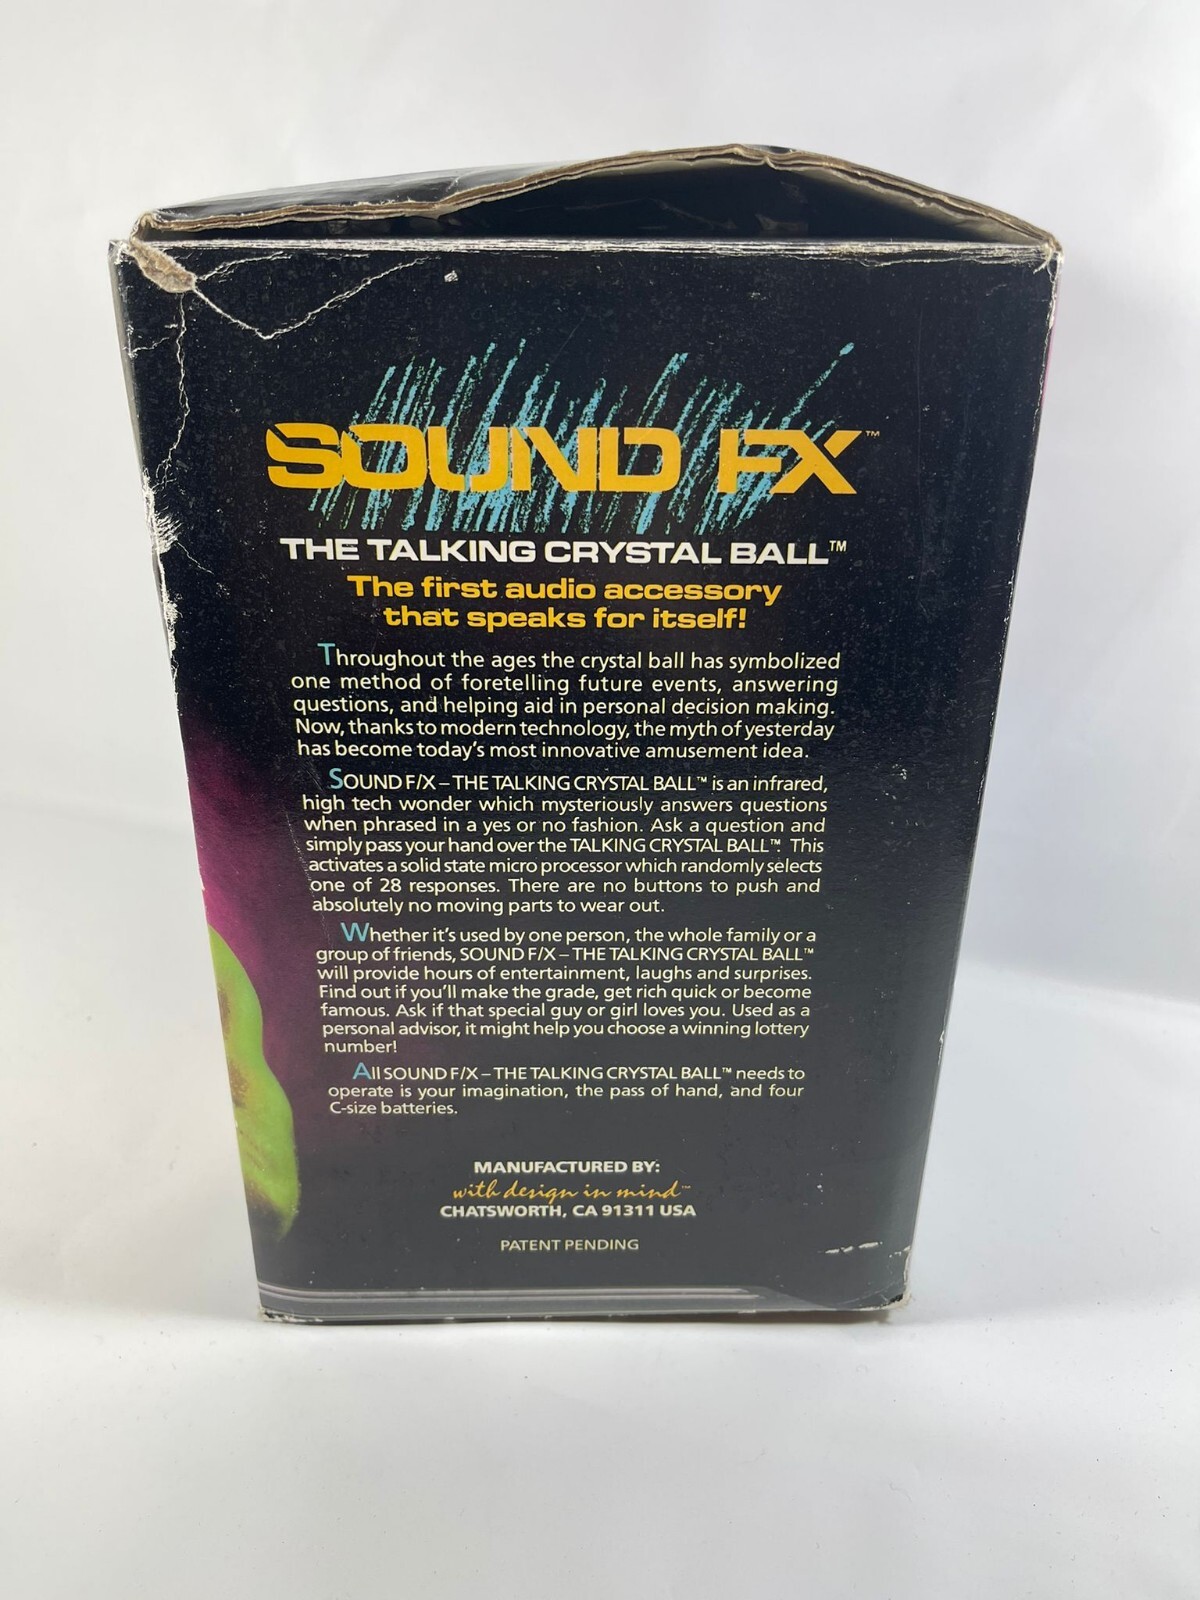 SOUND FX™
THE TALKING CRYSTAL BALL™
The first audio accessory
that speaks for itself!
Throughout the ages the crystal ball has symbolized
one method of foretelling future events, answering
questions, and helping aid in personal decision making.
Now, thanks to modern technology, the myth of yesterday
has become today's most innovative amusement idea.
SOUND F/X – THE TALKING CRYSTAL BALL™ is an infrared,
high tech wonder which mysteriously answers questions
when phrased in a yes or no fashion. Ask a question and
simply pass your hand over the TALKING CRYSTAL BALL™. This
activates a solid state micro processor which randomly selects
one of 28 responses. There are no buttons to push and
absolutely no moving parts to wear out.
Whether it's used by one person, the whole family or a
group of friends, SOUND F/X – THE TALKING CRYSTAL BALL™
will provide hours of entertainment, laughs and surprises.
Find out if you'll make the grade, get rich quick or become
famous. Ask if that special guy or girl loves you. Used as a
personal advisor, it might help you choose a winning lottery
number!
All SOUND F/X – THE TALKING CRYSTAL BALL™ needs to
operate is your imagination, the pass of hand, and four
C-size batteries.
MANUFACTURED BY:
with design in mind™
CHATSWORTH, CA 91311 USA
PATENT PENDING